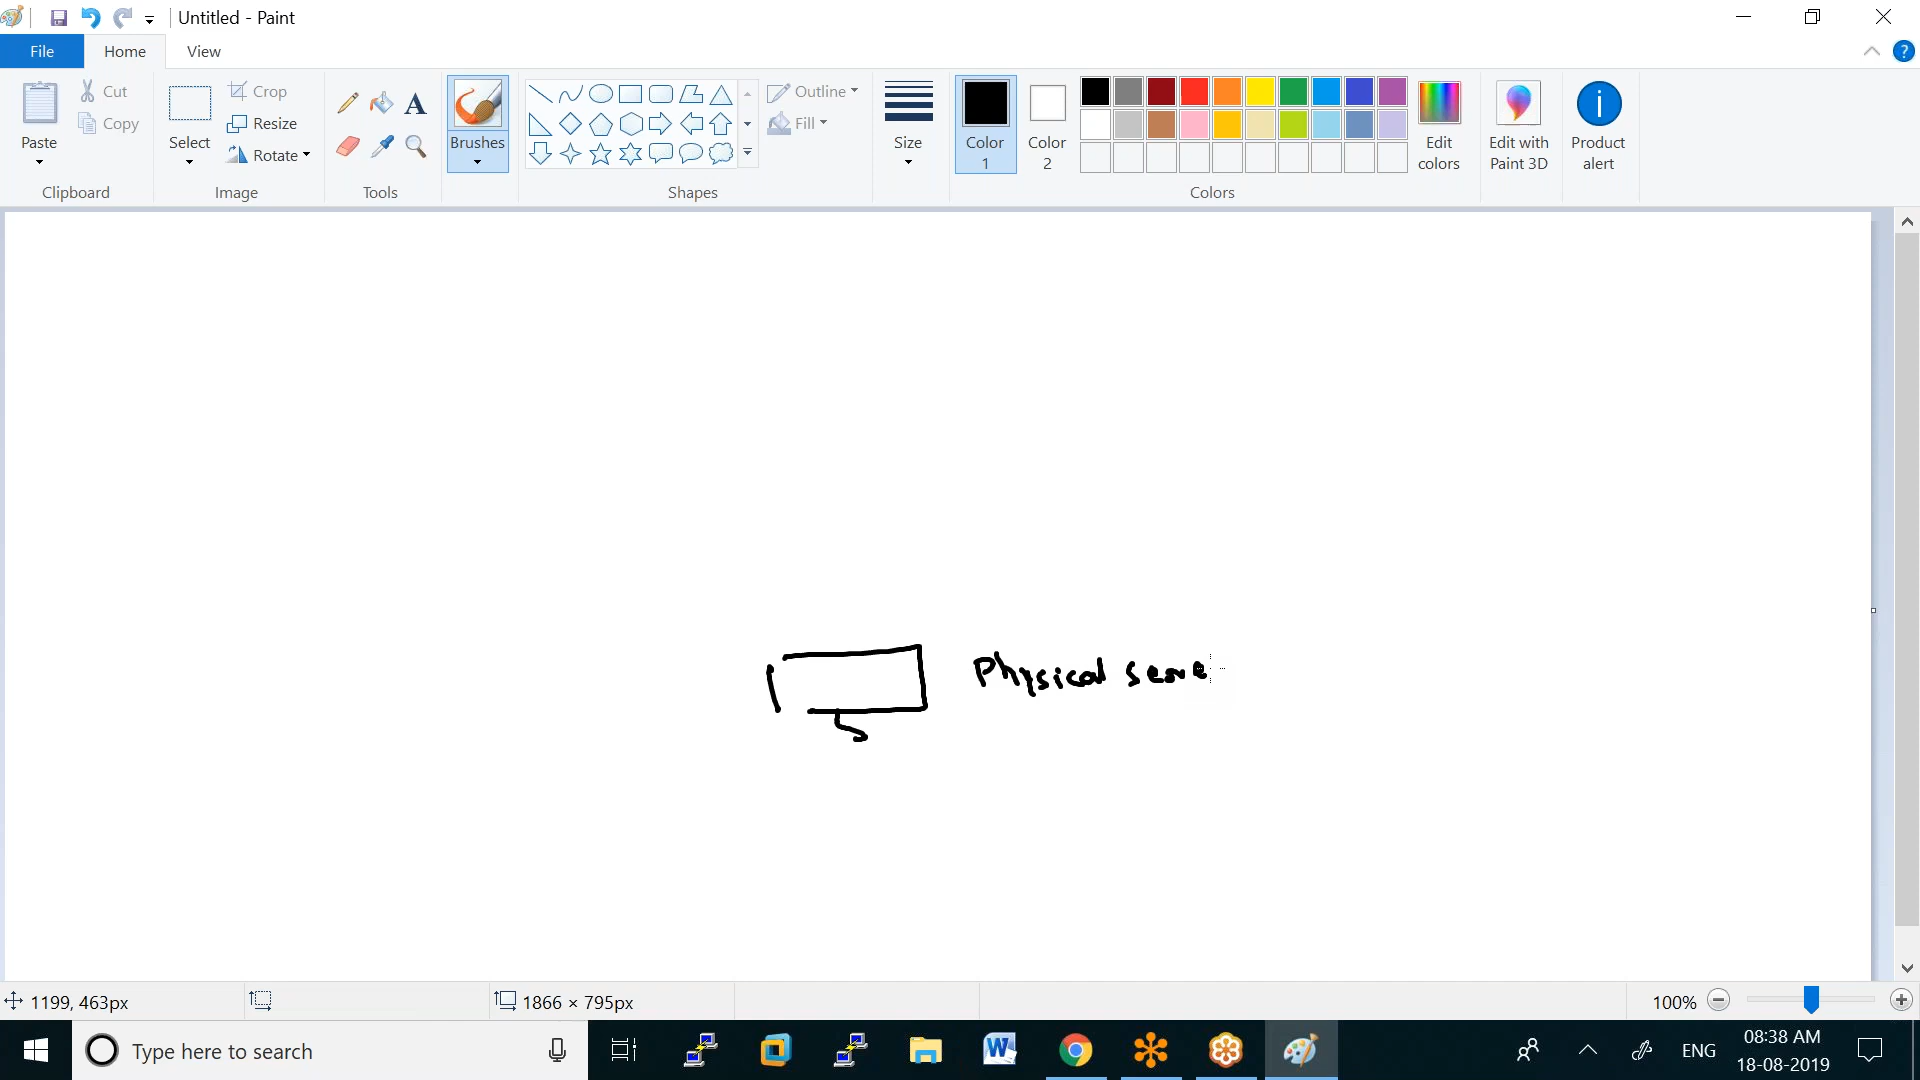 Untitled - Paint
File Home View
Paste
Cut
Copy
Clipboard
Select
Crop
Resize
Rotate
Image
A
Tools
Brushes
Outline
Fill
Shapes
Size
Color 1
Color 2
Edit colors
Colors
Edit with Paint 3D
Product alert
Physical serve
1199, 463px
1866 × 795px
100%
Type here to search
ENG
08:38 AM
18-08-2019